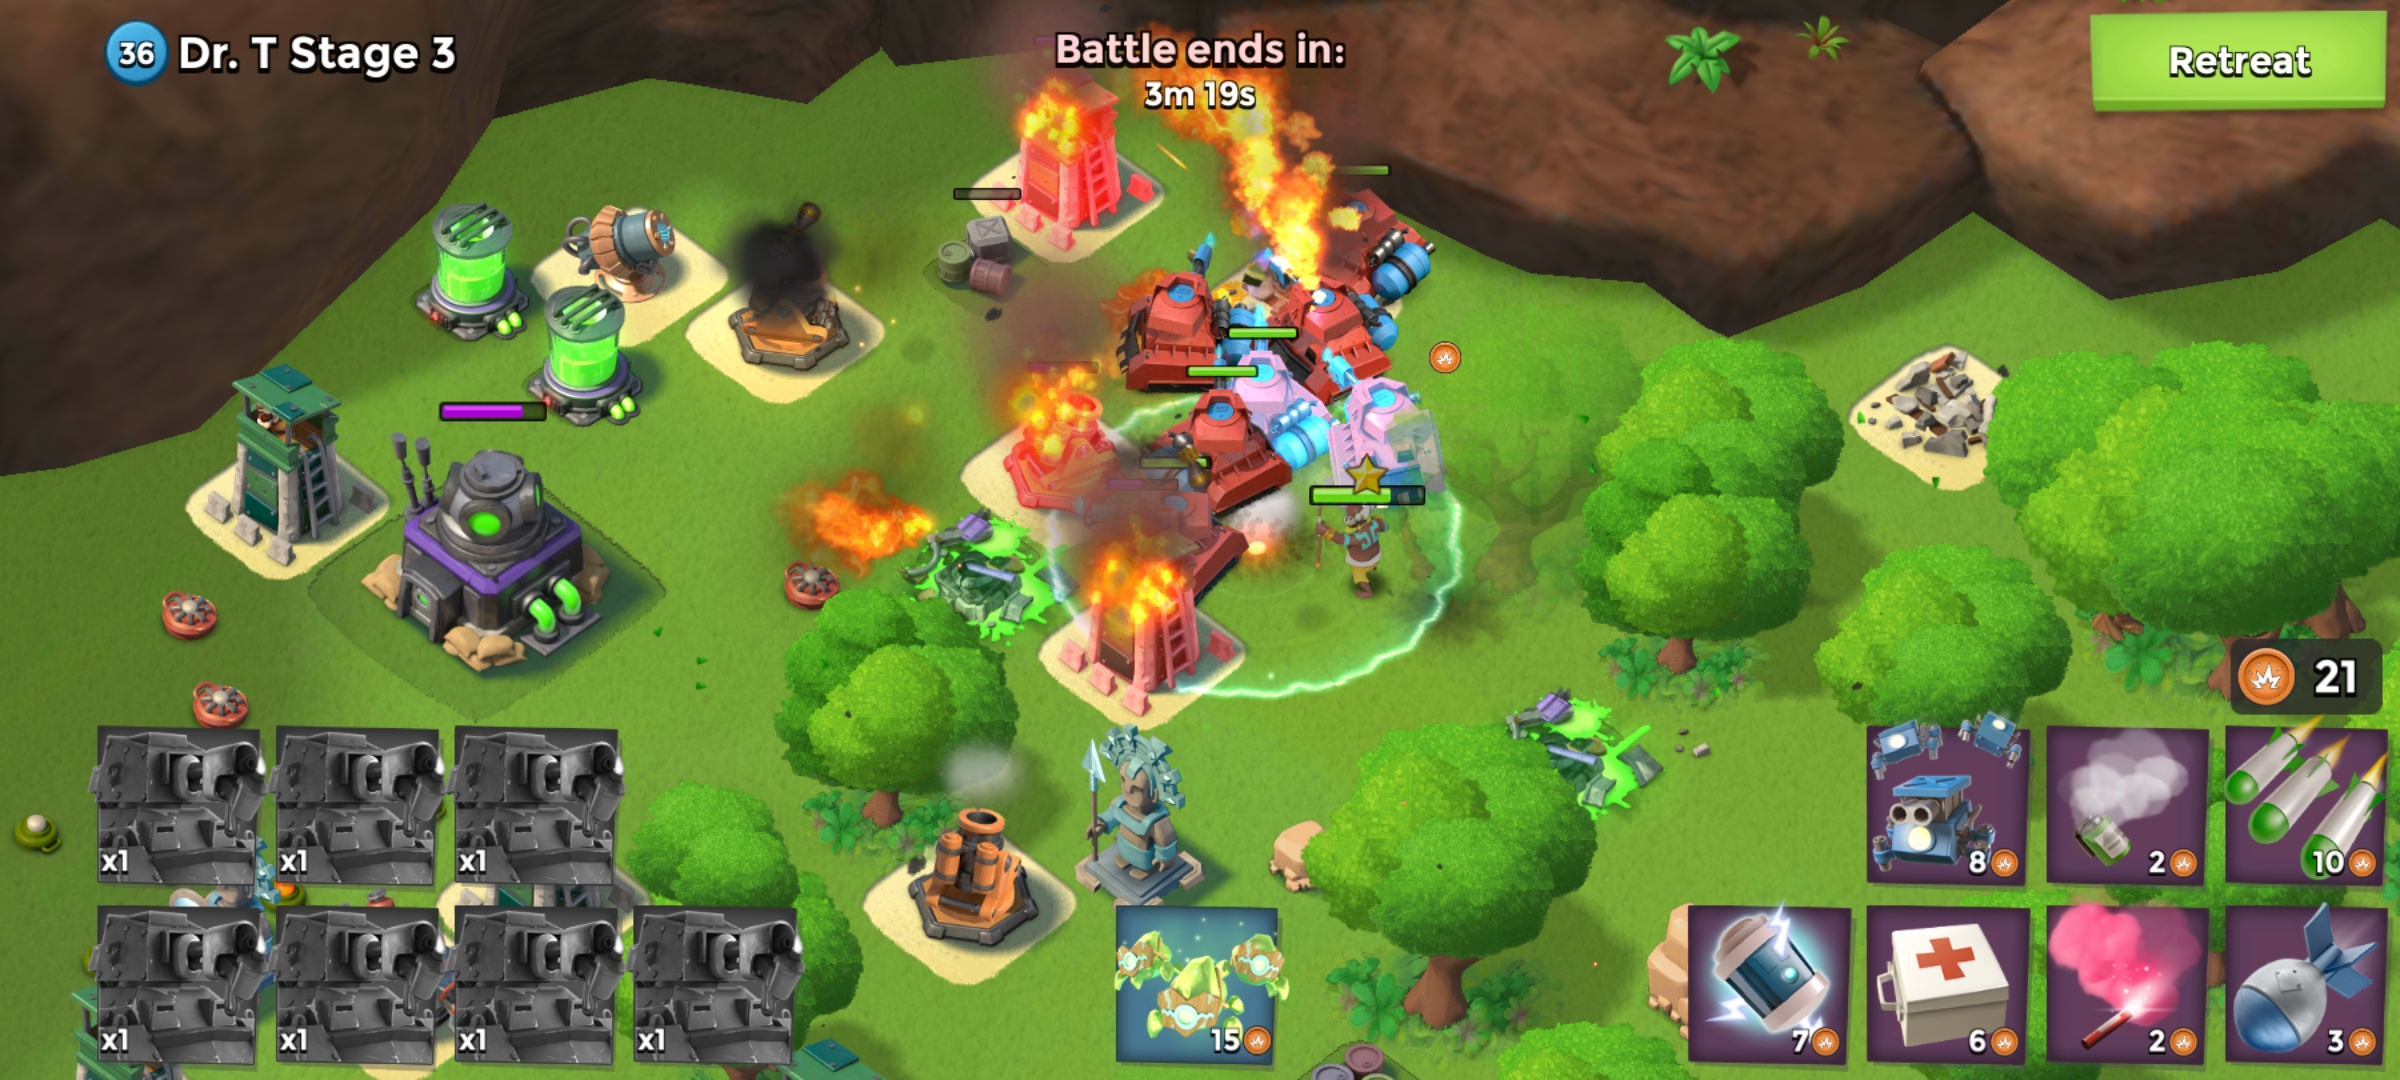 36 Dr. T Stage 3
Battle ends in:
3m 19s
Retreat
21
8
2
10
x1
x1
x1
x1
x1
x1
x1
15
7
6
2
3